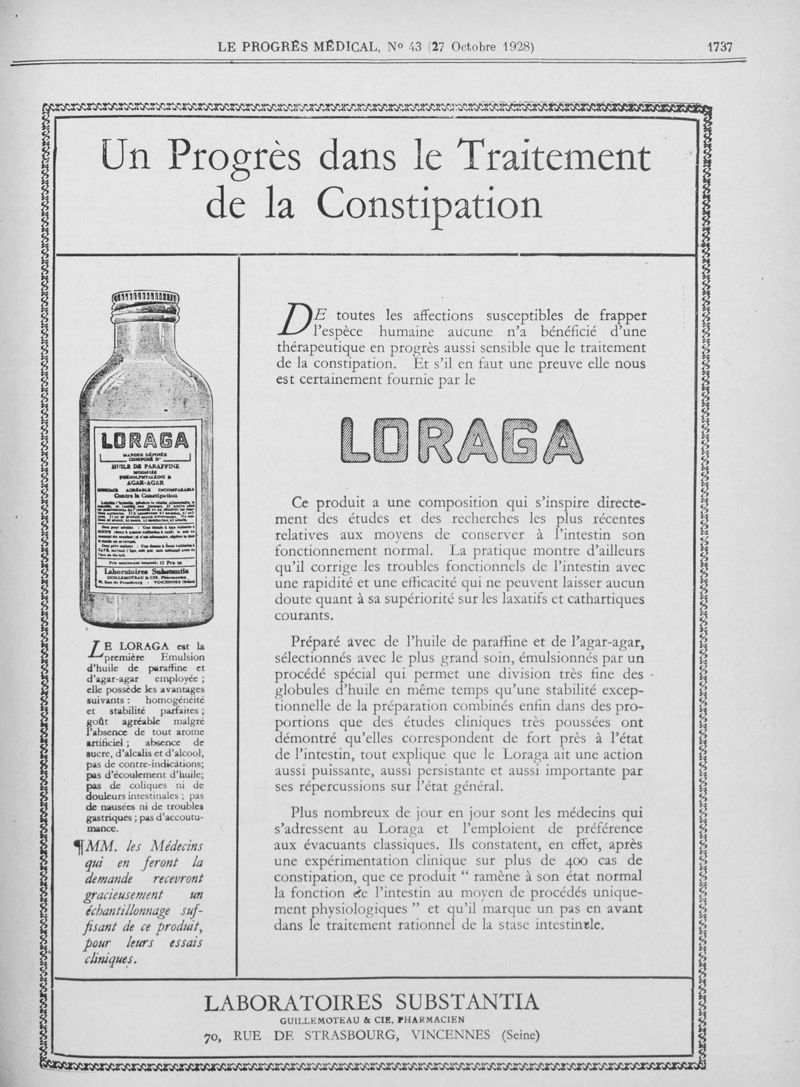 LE PROGRÈS MÉDICAL, No 43 (27 Octobre 1928)
1737
Un Progrès dans le Traitement
de la Constipation
LORAGA
MARQUE DÉPOSÉE
COMPOSÉ D'
HUILE DE PARAFFINE
MODIFIÉE
PHÉNOLPHTALÉINE &
AGAR-AGAR
EFFICACE AGRÉABLE INCOMPARABLE
Contre la Constipation
Laboratoires Substantia
GUILLEMOTEAU & CIE, Pharmacien
70, Rue de Strasbourg - VINCENNES (Seine)
LE LORAGA est la
première Emulsion
d'huile de paraffine et
d'agar-agar employée ;
elle possède les avantages
suivants : homogénéité
et stabilité parfaites ;
goût agréable malgré
l'absence de tout arome
artificiel ; absence de
sucre, d'alcalis et d'alcool,
pas de contre-indications;
pas d'écoulement d'huile;
pas de coliques ni de
douleurs intestinales ; pas
de nausées ni de troubles
gastriques ; pas d'accoutu-
mance.
¶MM. les Médecins
qui en feront la
demande recevront
gracieusement un
échantillonnage suf-
fisant de ce produit,
pour leurs essais
cliniques.
DE toutes les affections susceptibles de frapper
l'espèce humaine aucune n'a bénéficié d'une
thérapeutique en progrès aussi sensible que le traitement
de la constipation. Et s'il en faut une preuve elle nous
est certainement fournie par le
LORAGA
Ce produit a une composition qui s'inspire directe-
ment des études et des recherches les plus récentes
relatives aux moyens de conserver à l'intestin son
fonctionnement normal. La pratique montre d'ailleurs
qu'il corrige les troubles fonctionnels de l'intestin avec
une rapidité et une efficacité qui ne peuvent laisser aucun
doute quant à sa supériorité sur les laxatifs et cathartiques
courants.
Préparé avec de l'huile de paraffine et de l'agar-agar,
sélectionnés avec le plus grand soin, émulsionnés par un
procédé spécial qui permet une division très fine des
globules d'huile en même temps qu'une stabilité excep-
tionnelle de la préparation combinés enfin dans des pro-
portions que des études cliniques très poussées ont
démontré qu'elles correspondent de fort près à l'état
de l'intestin, tout explique que le Loraga ait une action
aussi puissante, aussi persistante et aussi importante par
ses répercussions sur l'état général.
Plus nombreux de jour en jour sont les médecins qui
s'adressent au Loraga et l'emploient de préférence
aux évacuants classiques. Ils constatent, en effet, après
une expérimentation clinique sur plus de 400 cas de
constipation, que ce produit “ ramène à son état normal
la fonction de l'intestin au moyen de procédés unique-
ment physiologiques ” et qu'il marque un pas en avant
dans le traitement rationnel de la stase intestinale.
LABORATOIRES SUBSTANTIA
GUILLEMOTEAU & CIE, PHARMACIEN
70, RUE DE STRASBOURG, VINCENNES (Seine)